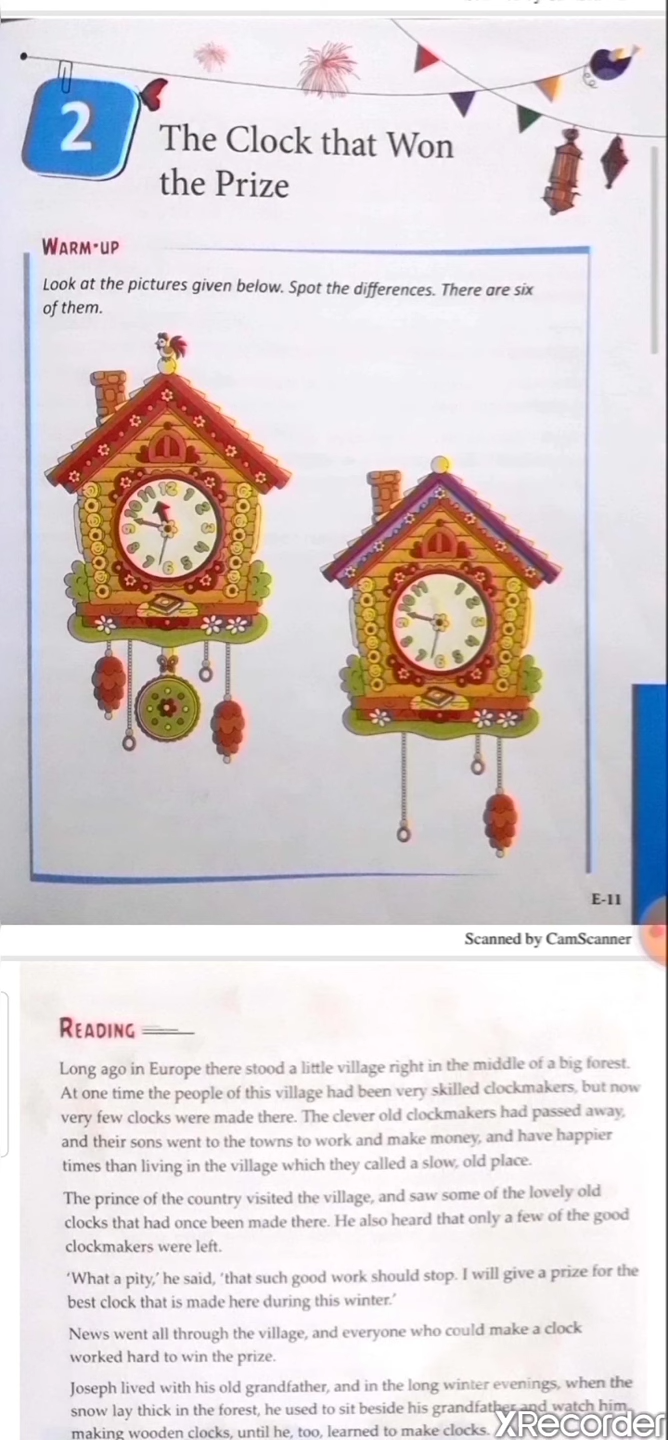 2
The Clock that Won
the Prize
WARM-UP
Look at the pictures given below. Spot the differences. There are six
of them.
E-11
Scanned by CamScanner
READING
Long ago in Europe there stood a little village right in the middle of a big forest.
At one time the people of this village had been very skilled clockmakers, but now
very few clocks were made there. The clever old clockmakers had passed away,
and their sons went to the towns to work and make money, and have happier
times than living in the village which they called a slow, old place.
The prince of the country visited the village, and saw some of the lovely old
clocks that had once been made there. He also heard that only a few of the good
clockmakers were left.
'What a pity,' he said, 'that such good work should stop. I will give a prize for the
best clock that is made here during this winter.'
News went all through the village, and everyone who could make a clock
worked hard to win the prize.
Joseph lived with his old grandfather, and in the long winter evenings, when the
snow lay thick in the forest, he used to sit beside his grandfather and watch him
making wooden clocks, until he, too, learned to make clocks.
XRecorder